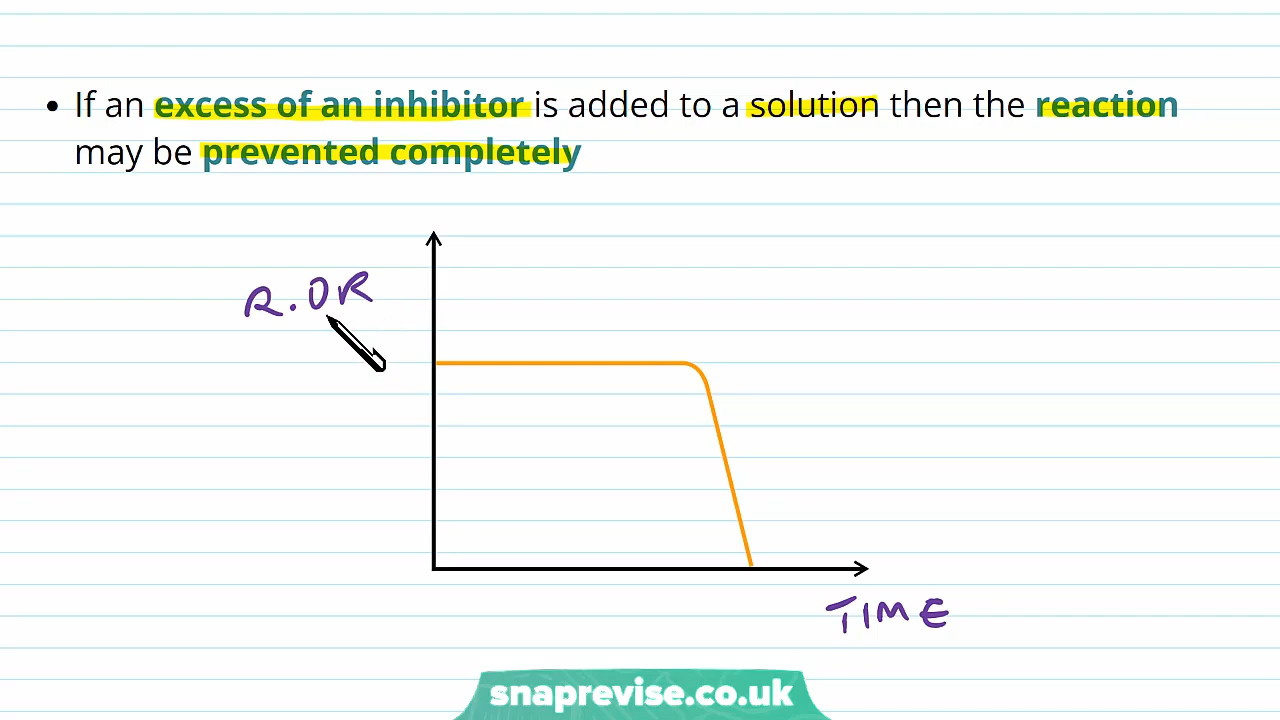 • If an excess of an inhibitor is added to a solution then the reaction
may be prevented completely
R.OR
TIME
snaprevise.co.uk